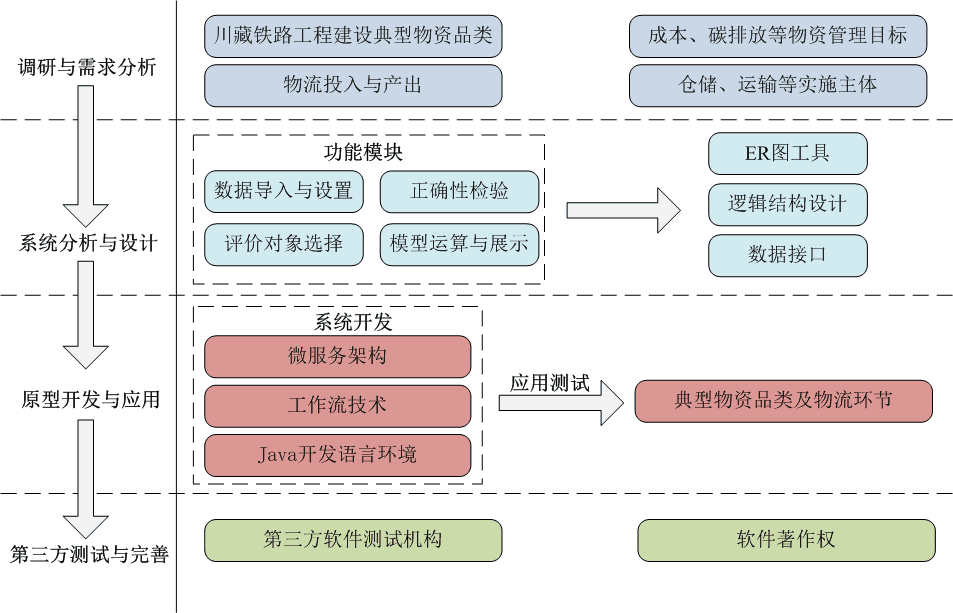 调研与需求分析
川藏铁路工程建设典型物资品类
成本、碳排放等物资管理目标
物流投入与产出
仓储、运输等实施主体
系统分析与设计
功能模块
数据导入与设置
正确性检验
评价对象选择
模型运算与展示
ER图工具
逻辑结构设计
数据接口
原型开发与应用
系统开发
微服务架构
工作流技术
Java开发语言环境
应用测试
典型物资品类及物流环节
第三方测试与完善
第三方软件测试机构
软件著作权